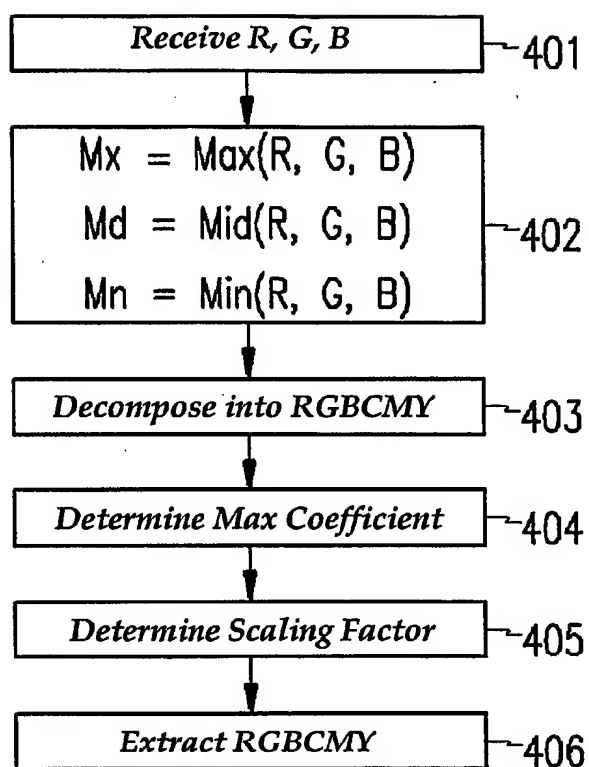 Receive R, G, B 401
Mx = Max(R, G, B)
Md = Mid(R, G, B) 402
Mn = Min(R, G, B)
Decompose into RGBCMY 403
Determine Max Coefficient 404
Determine Scaling Factor 405
Extract RGBCMY 406